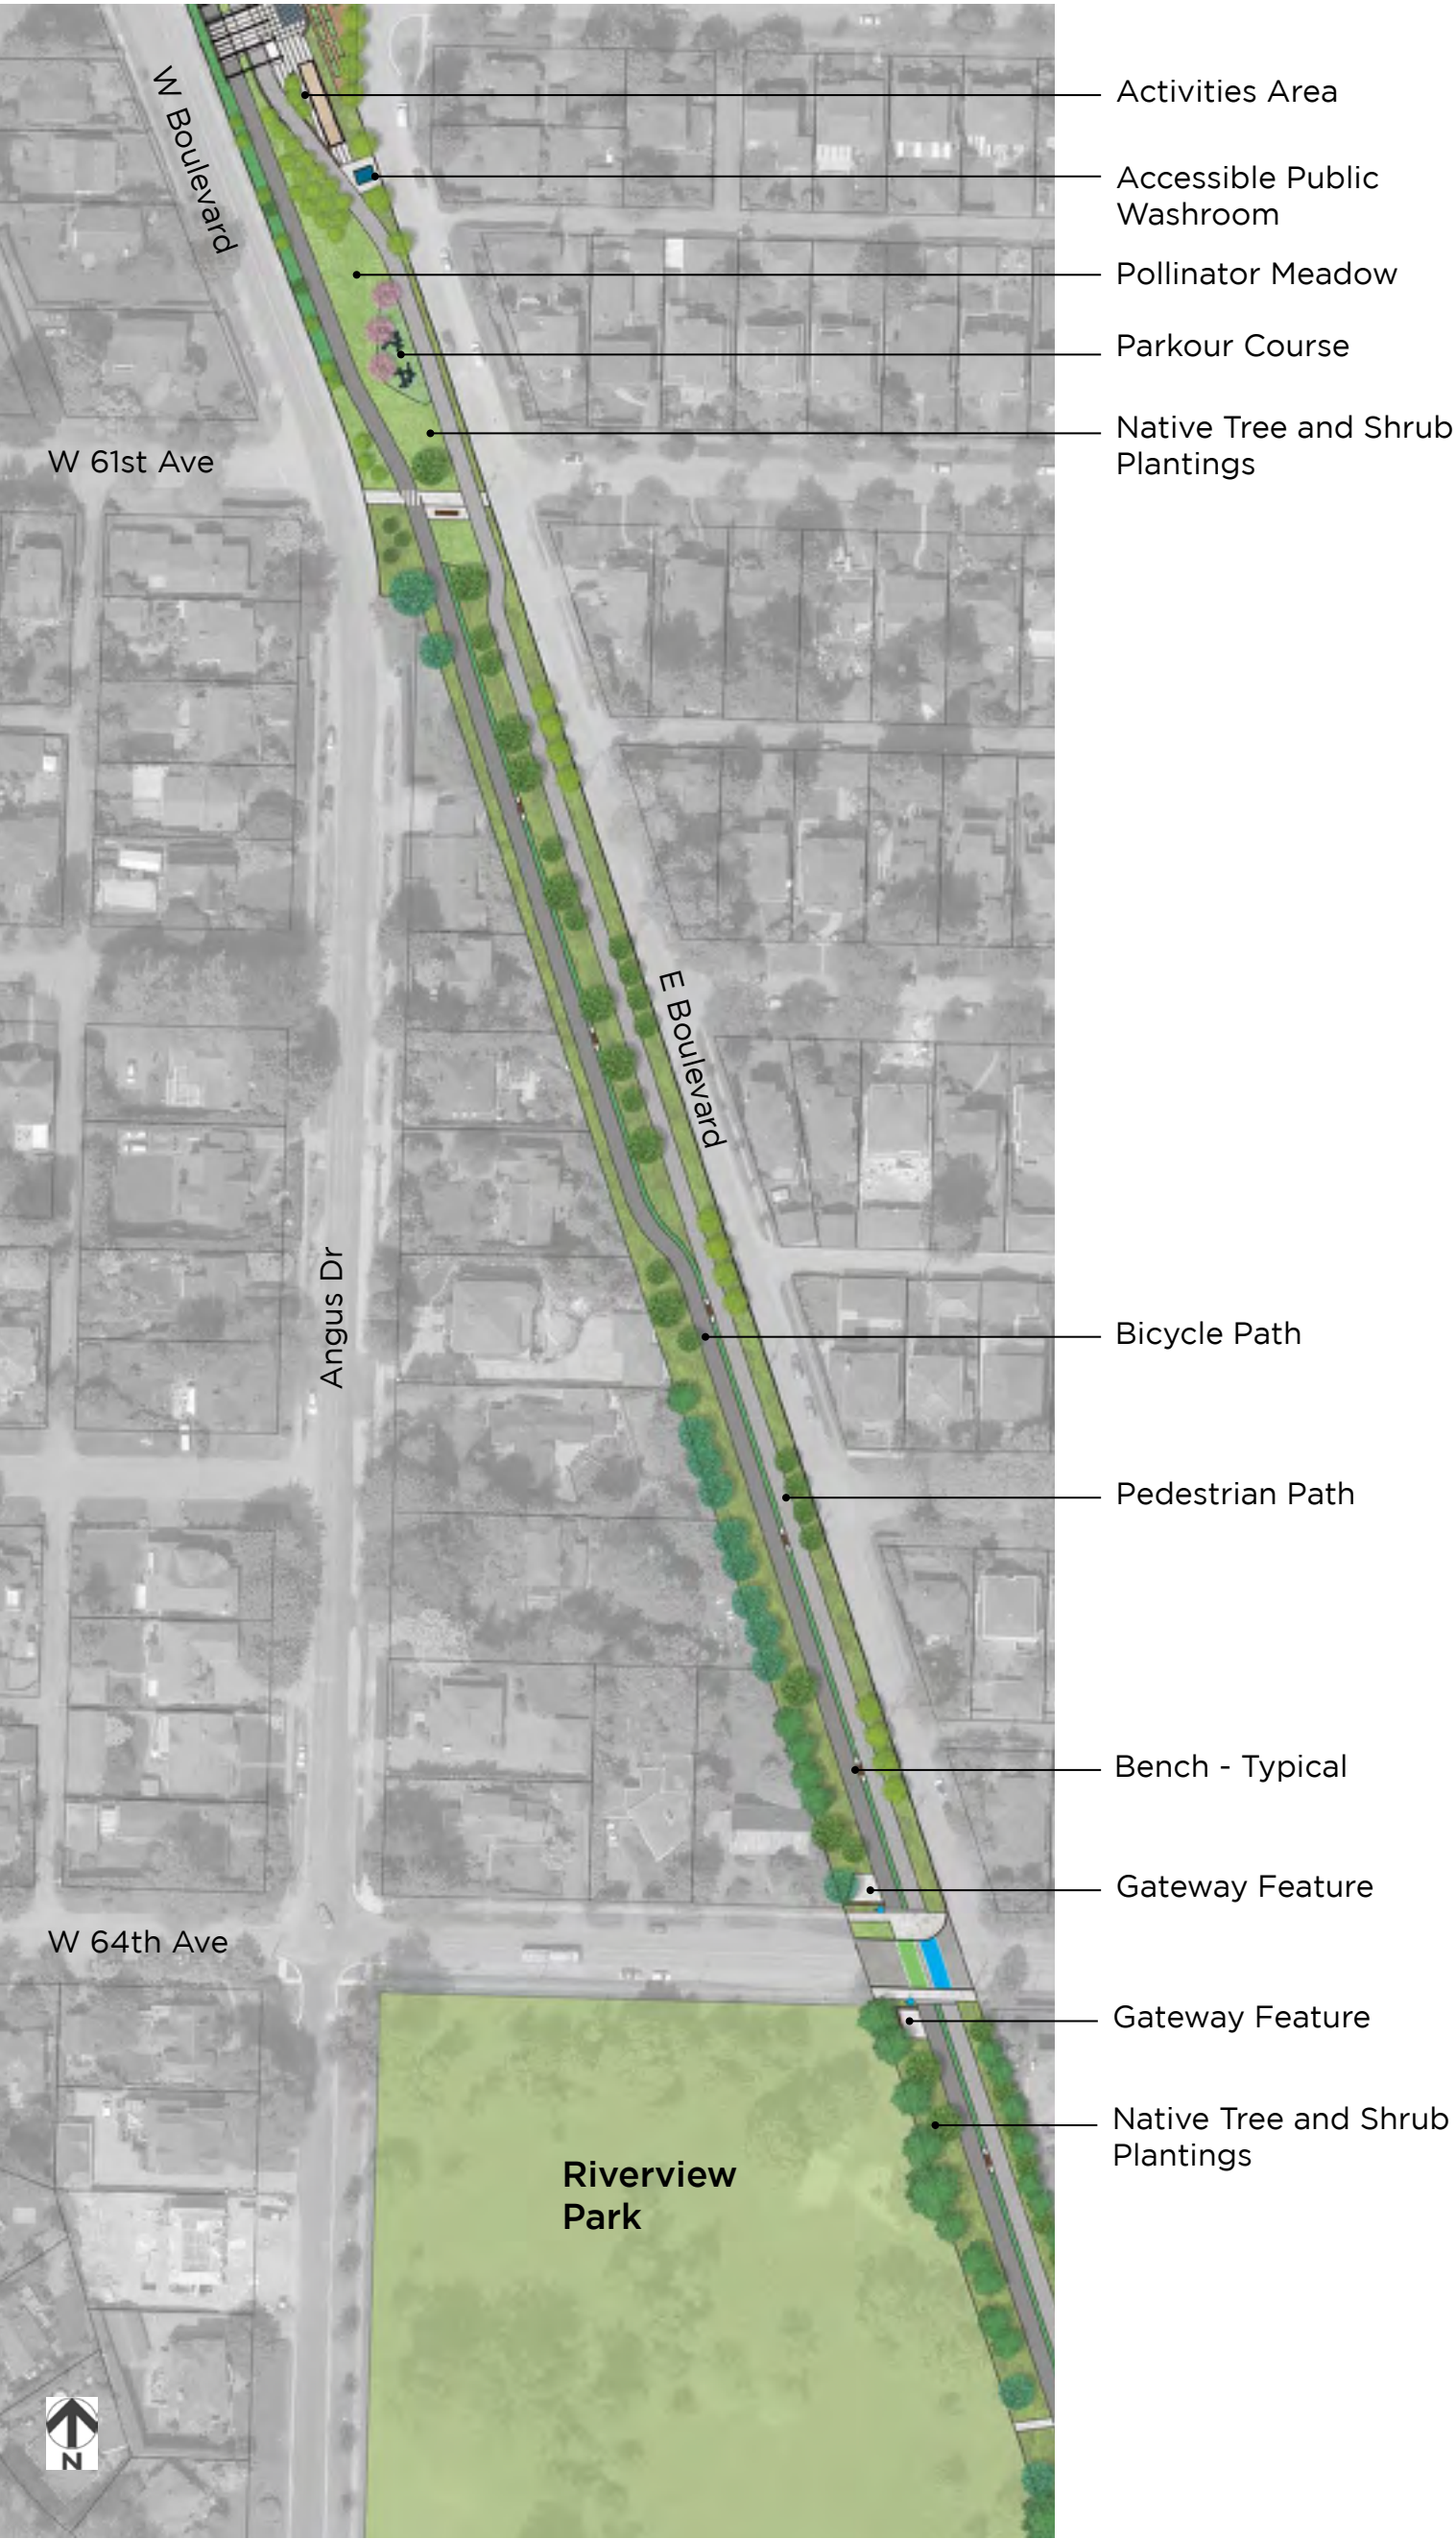 Activities Area
W Boulevard
Accessible Public
Washroom
Pollinator Meadow
Parkour Course
Native Tree and Shrub
Plantings
W 61st Ave
E Boulevard
Angus Dr
Bicycle Path
Pedestrian Path
Bench - Typical
Gateway Feature
W 64th Ave
Gateway Feature
Native Tree and Shrub
Plantings
Riverview
Park
N